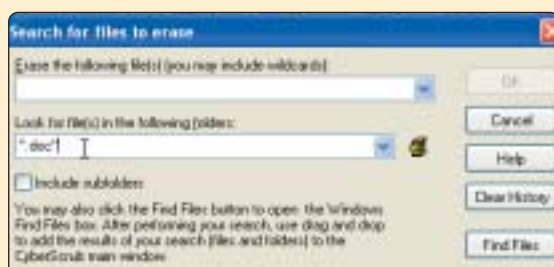 Search for files to erase
Erase the following file(s) (you may include wildcards):
OK
Look for file(s) in the following folders:
Cancel
"*.doc"
Help
Include subfolders
Clear History
You may also click the Find Files button to open the Windows
Find Files box. After performing your search, use drag and drop
to add the results of your search (files and folders) to the
CyberScrub main window.
Find Files